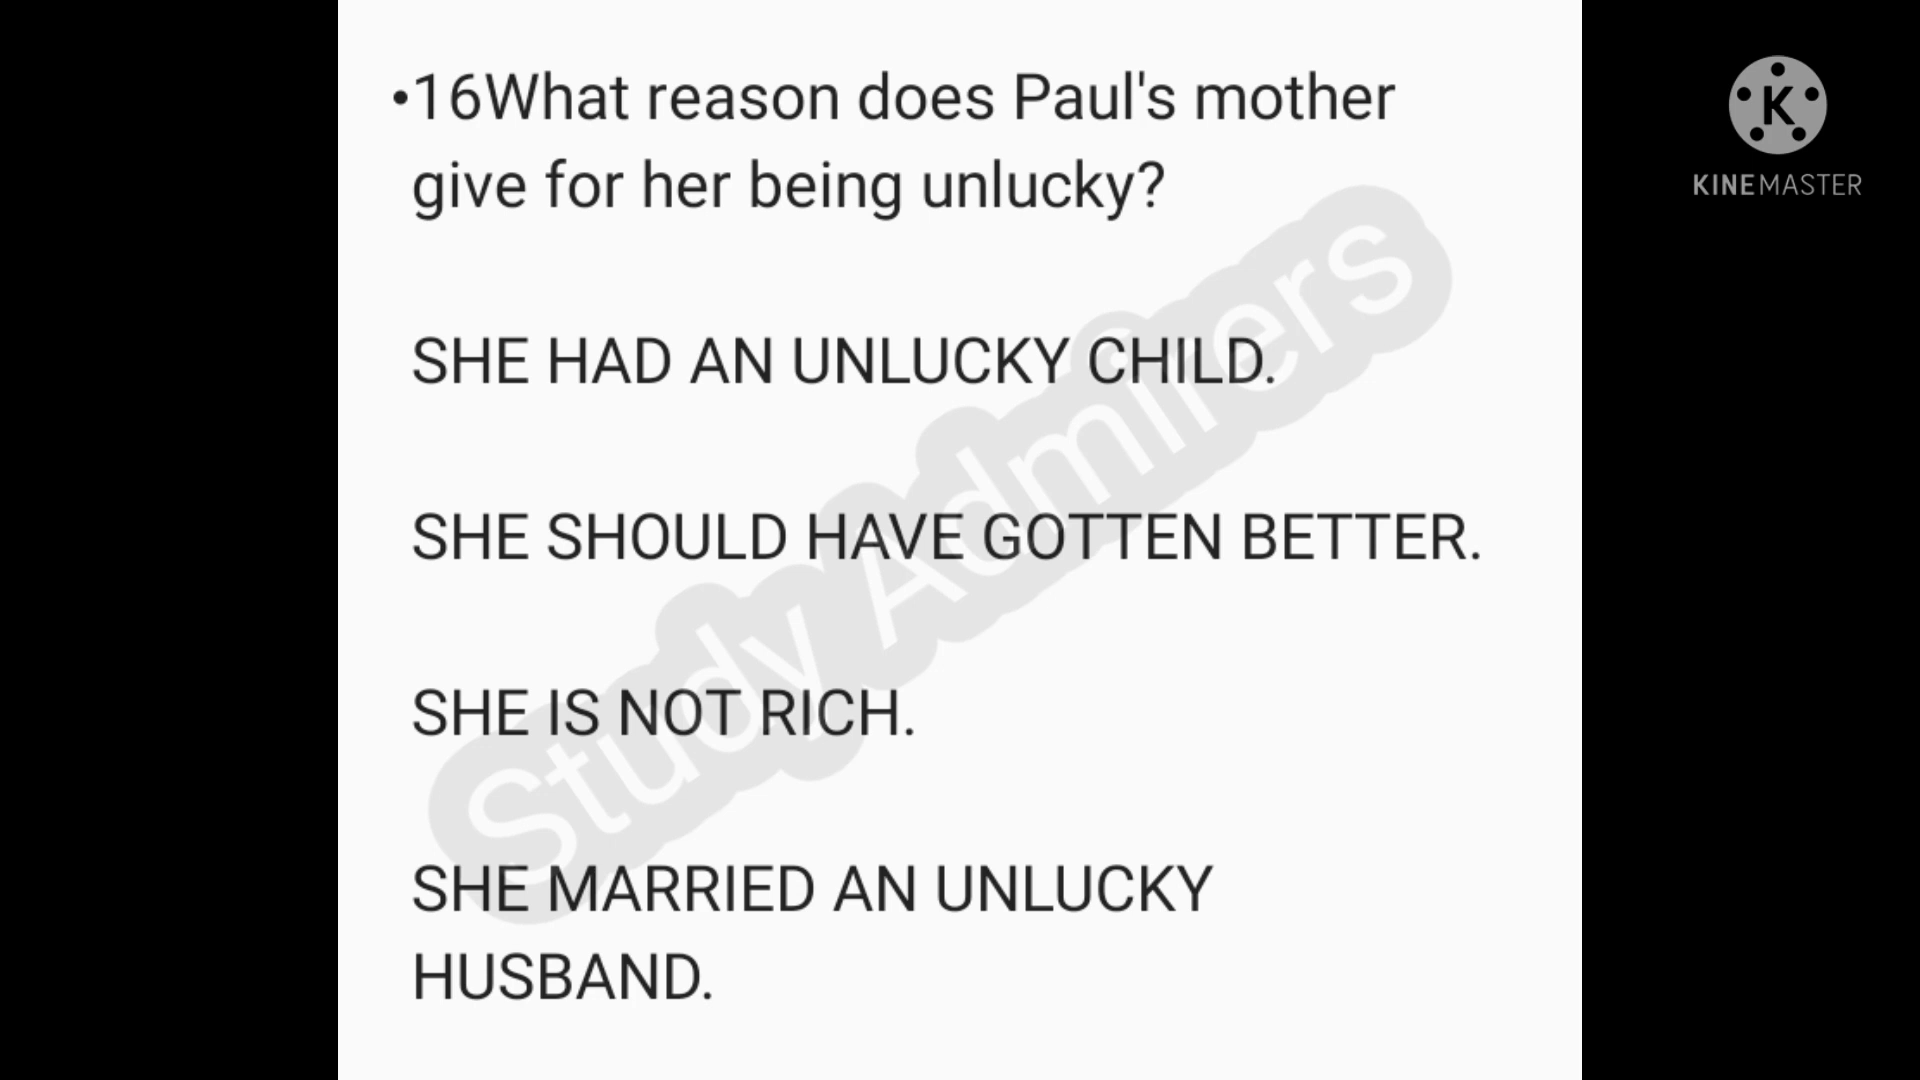 •16What reason does Paul's mother
give for her being unlucky?
SHE HAD AN UNLUCKY CHILD.
SHE SHOULD HAVE GOTTEN BETTER.
SHE IS NOT RICH.
SHE MARRIED AN UNLUCKY
HUSBAND.
Study Admirers
K
KINEMASTER